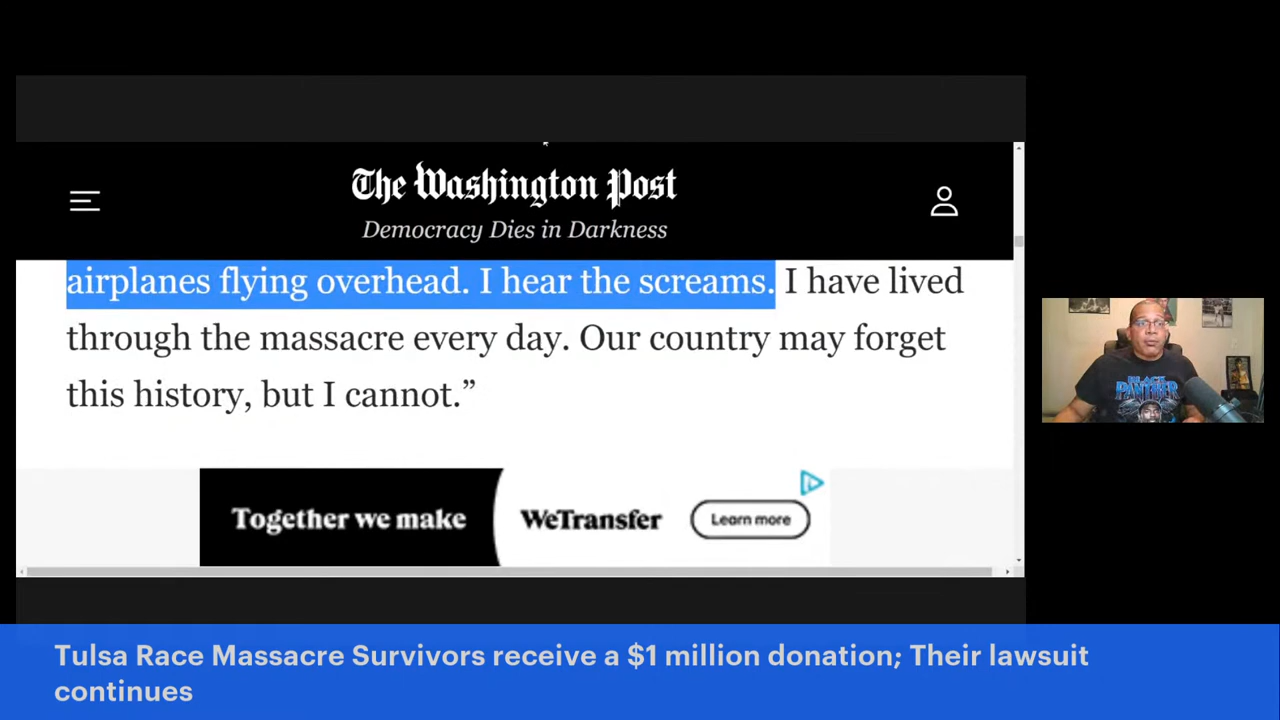 The Washington Post
Democracy Dies in Darkness
airplanes flying overhead. I hear the screams. I have lived
through the massacre every day. Our country may forget
this history, but I cannot.”
Together we make
WeTransfer
Learn more
BLACK
PANTHER
Tulsa Race Massacre Survivors receive a $1 million donation; Their lawsuit
continues